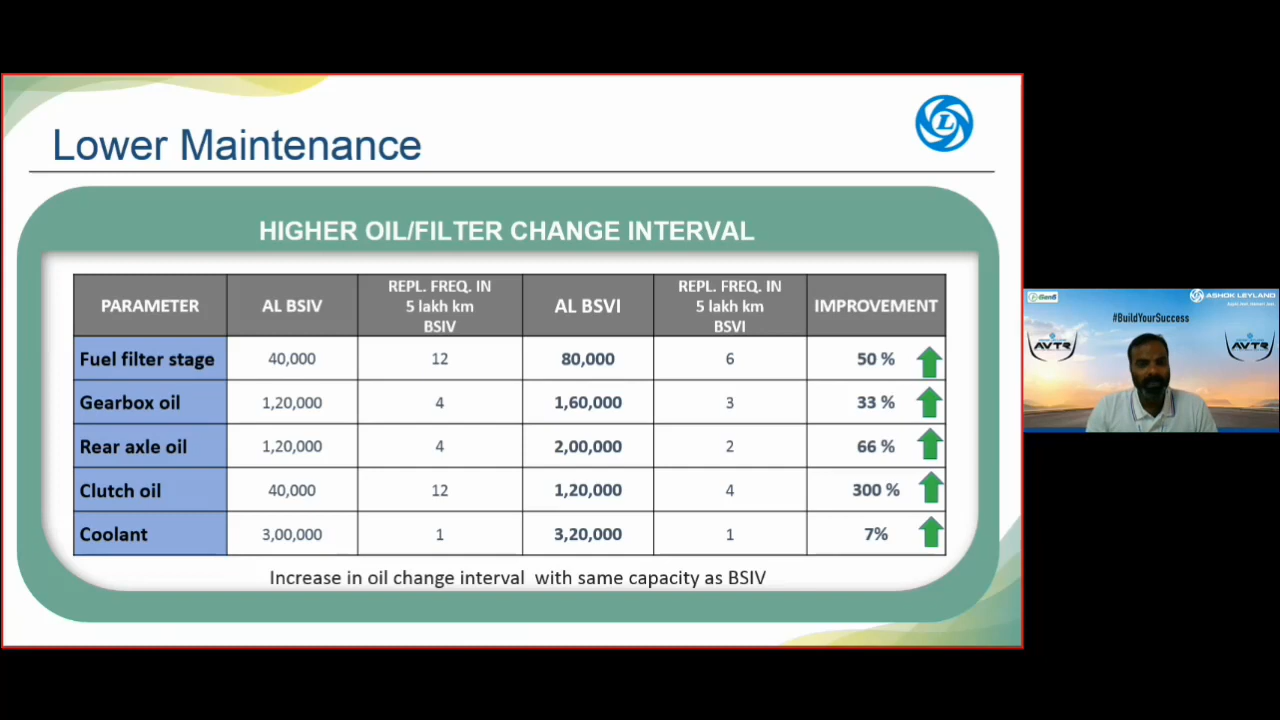 Lower Maintenance
L
HIGHER OIL/FILTER CHANGE INTERVAL
PARAMETER AL BSIV REPL. FREQ. IN 5 lakh km BSIV AL BSVI REPL. FREQ. IN 5 lakh km BSVI IMPROVEMENT
Fuel filter stage 40,000 12 80,000 6 50 %
Gearbox oil 1,20,000 4 1,60,000 3 33 %
Rear axle oil 1,20,000 4 2,00,000 2 66 %
Clutch oil 40,000 12 1,20,000 4 300 %
Coolant 3,00,000 1 3,20,000 1 7%
Increase in oil change interval with same capacity as BSIV
ASHOK LEYLAND
#BuildYourSuccess
AVTR
AVTR